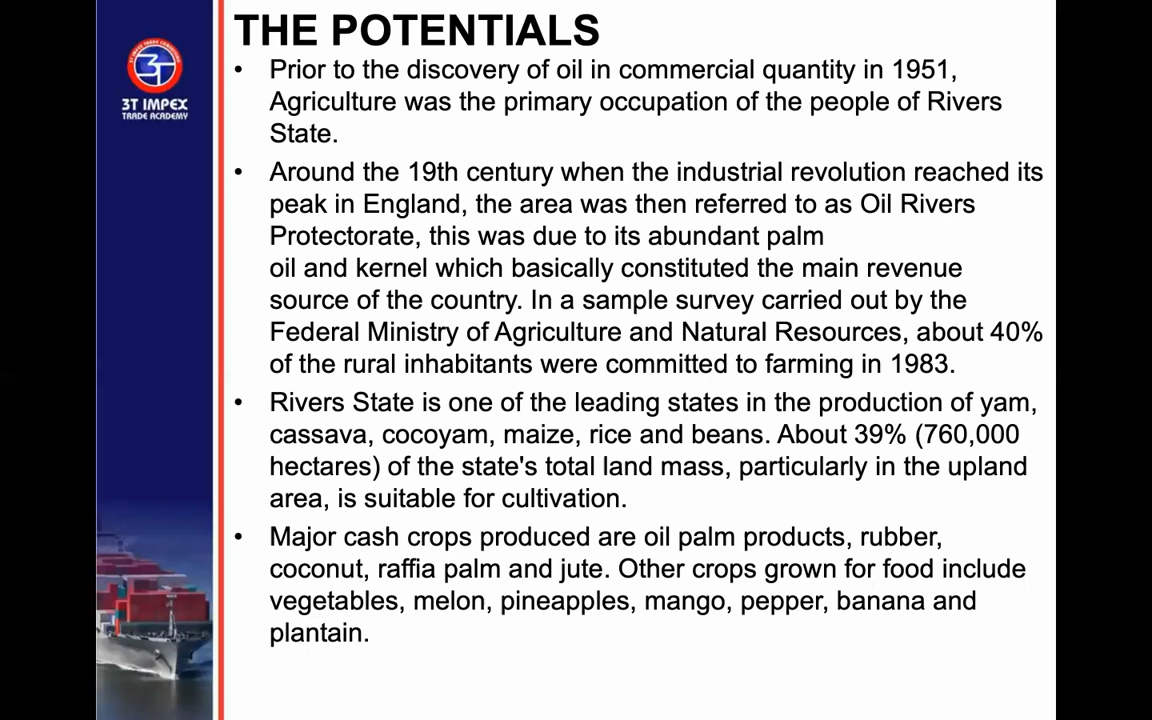 THE POTENTIALS
3T IMPEX TRADE CONSULTING
3T
3T IMPEX
TRADE ACADEMY
• Prior to the discovery of oil in commercial quantity in 1951,
Agriculture was the primary occupation of the people of Rivers
State.
• Around the 19th century when the industrial revolution reached its
peak in England, the area was then referred to as Oil Rivers
Protectorate, this was due to its abundant palm
oil and kernel which basically constituted the main revenue
source of the country. In a sample survey carried out by the
Federal Ministry of Agriculture and Natural Resources, about 40%
of the rural inhabitants were committed to farming in 1983.
• Rivers State is one of the leading states in the production of yam,
cassava, cocoyam, maize, rice and beans. About 39% (760,000
hectares) of the state's total land mass, particularly in the upland
area, is suitable for cultivation.
• Major cash crops produced are oil palm products, rubber,
coconut, raffia palm and jute. Other crops grown for food include
vegetables, melon, pineapples, mango, pepper, banana and
plantain.